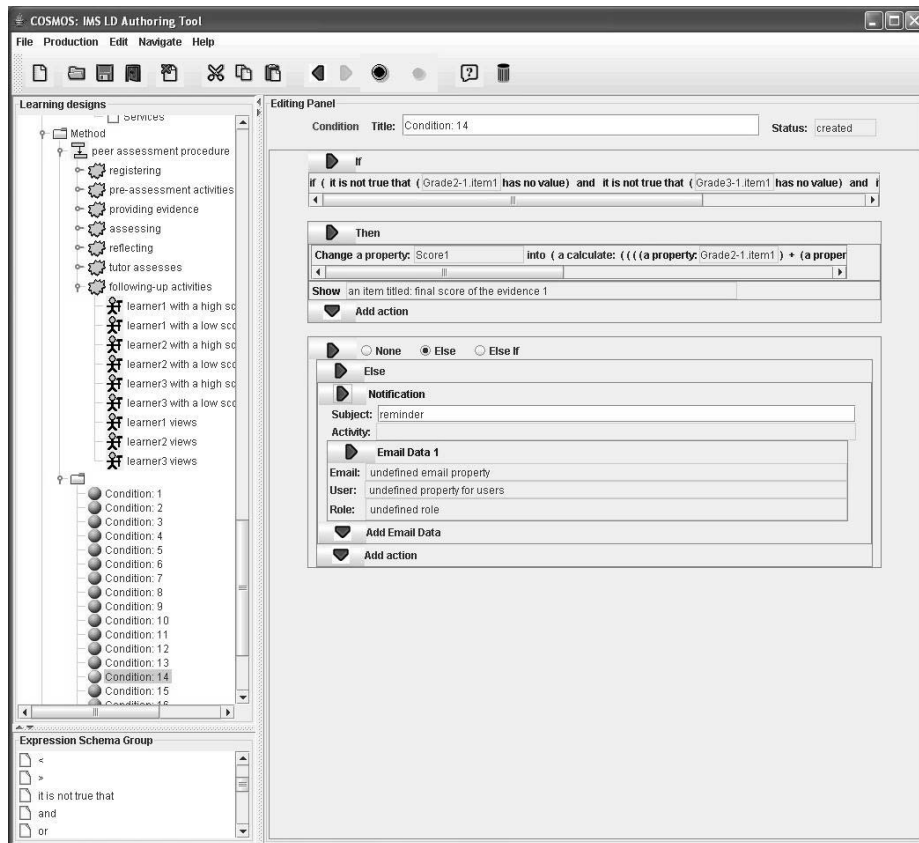 COSMOS: IMS LD Authoring Tool
File Production Edit Navigate Help
Learning designs
Services
Method
peer assessment procedure
registering
pre-assessment activities
providing evidence
assessing
reflecting
tutor assesses
following-up activities
learner1 with a high sc
learner1 with a low sco
learner2 with a high sc
learner2 with a low sco
learner3 with a high sc
learner3 with a low sco
learner1 views
learner2 views
learner3 views
Condition: 1
Condition: 2
Condition: 3
Condition: 4
Condition: 5
Condition: 6
Condition: 7
Condition: 8
Condition: 9
Condition: 10
Condition: 11
Condition: 12
Condition: 13
Condition: 14
Condition: 15
Condition: 16
Expression Schema Group
<
>
it is not true that
and
or
Editing Panel
Condition Title: Condition: 14 Status: created
If
if ( it is not true that ( Grade2-1.item1 has no value) and it is not true that ( Grade3-1.item1 has no value) and i
Then
Change a property: Score1 into ( a calculate: ( ( ( (a property: Grade2-1.item1 ) + (a proper
Show an item titled: final score of the evidence 1
Add action
None Else Else If
Else
Notification
Subject: reminder
Activity:
Email Data 1
Email: undefined email property
User: undefined property for users
Role: undefined role
Add Email Data
Add action